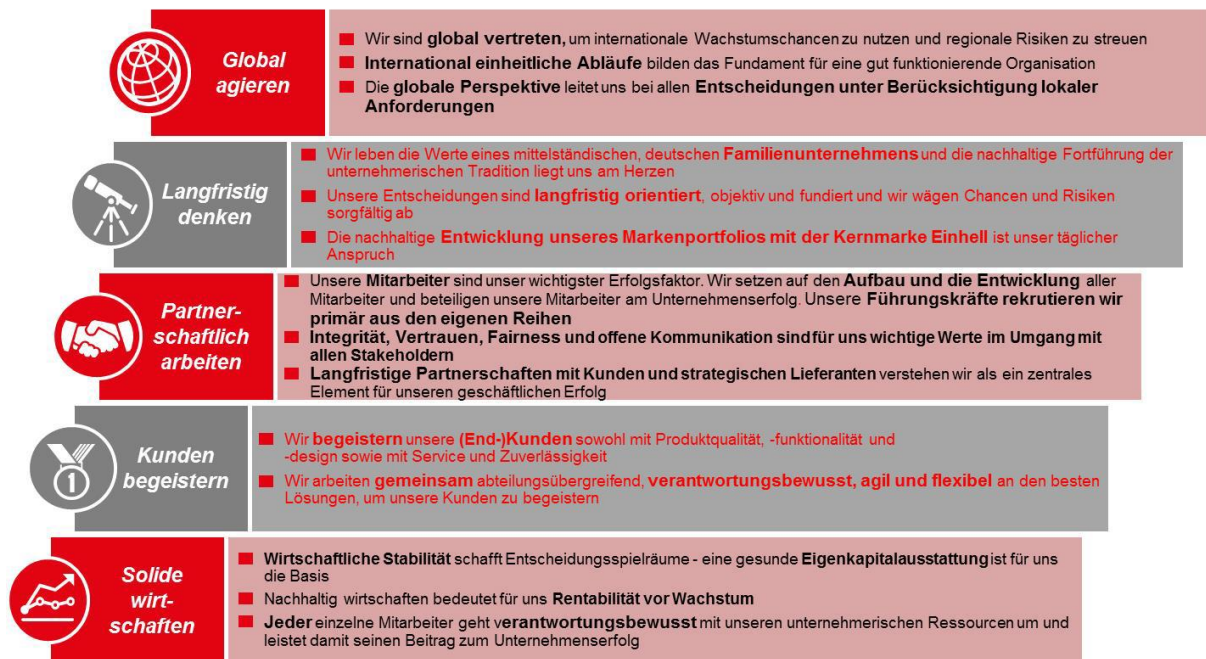 Global
agieren
Wir sind global vertreten, um internationale Wachstumschancen zu nutzen und regionale Risiken zu streuen
International einheitliche Abläufe bilden das Fundament für eine gut funktionierende Organisation
Die globale Perspektive leitet uns bei allen Entscheidungen unter Berücksichtigung lokaler
Anforderungen
Langfristig
denken
Wir leben die Werte eines mittelständischen, deutschen Familienunternehmens und die nachhaltige Fortführung der
unternehmerischen Tradition liegt uns am Herzen
Unsere Entscheidungen sind langfristig orientiert, objektiv und fundiert und wir wägen Chancen und Risiken
sorgfältig ab
Die nachhaltige Entwicklung unseres Markenportfolios mit der Kernmarke Einhell ist unser täglicher
Anspruch
Partner-
schaftlich
arbeiten
Unsere Mitarbeiter sind unser wichtigster Erfolgsfaktor. Wir setzen auf den Aufbau und die Entwicklung aller
Mitarbeiter und beteiligen unsere Mitarbeiter am Unternehmenserfolg. Unsere Führungskräfte rekrutieren wir
primär aus den eigenen Reihen
Integrität, Vertrauen, Fairness und offene Kommunikation sind für uns wichtige Werte im Umgang mit
allen Stakeholdern
Langfristige Partnerschaften mit Kunden und strategischen Lieferanten verstehen wir als ein zentrales
Element für unseren geschäftlichen Erfolg
1
Kunden
begeistern
Wir begeistern unsere (End-)Kunden sowohl mit Produktqualität, -funktionalität und
-design sowie mit Service und Zuverlässigkeit
Wir arbeiten gemeinsam abteilungsübergreifend, verantwortungsbewusst, agil und flexibel an den besten
Lösungen, um unsere Kunden zu begeistern
Solide
wirt-
schaften
Wirtschaftliche Stabilität schafft Entscheidungsspielräume - eine gesunde Eigenkapitalausstattung ist für uns
die Basis
Nachhaltig wirtschaften bedeutet für uns Rentabilität vor Wachstum
Jeder einzelne Mitarbeiter geht verantwortungsbewusst mit unseren unternehmerischen Ressourcen um und
leistet damit seinen Beitrag zum Unternehmenserfolg